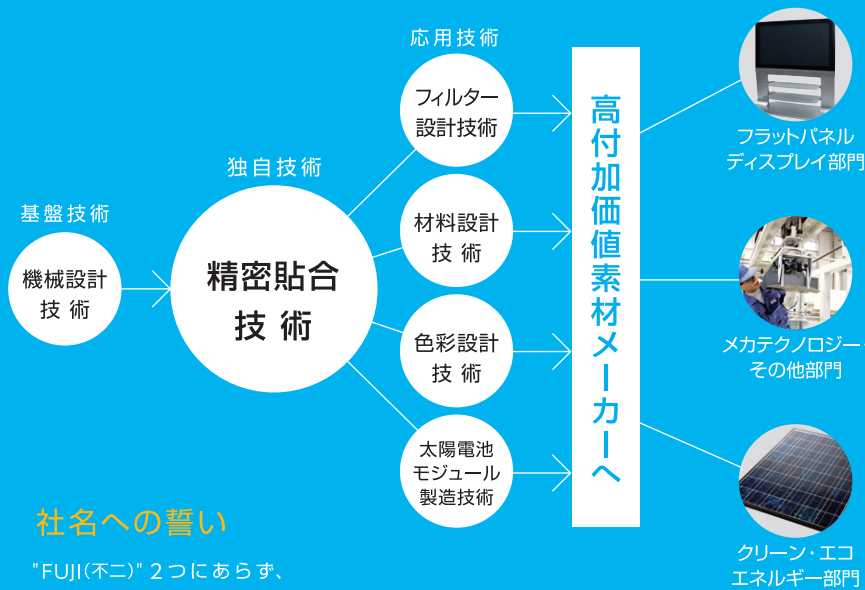 基盤技術
機械設計
技術
独自技術
精密貼合
技術
応用技術
フィルター
設計技術
材料設計
技術
色彩設計
技術
太陽電池
モジュール
製造技術
高付加価値素材メーカーへ
フラットパネル
ディスプレイ部門
メカテクノロジー・
その他部門
クリーン・エコ
エネルギー部門
社名への誓い
"FUJI(不二)" 2つにあらず、